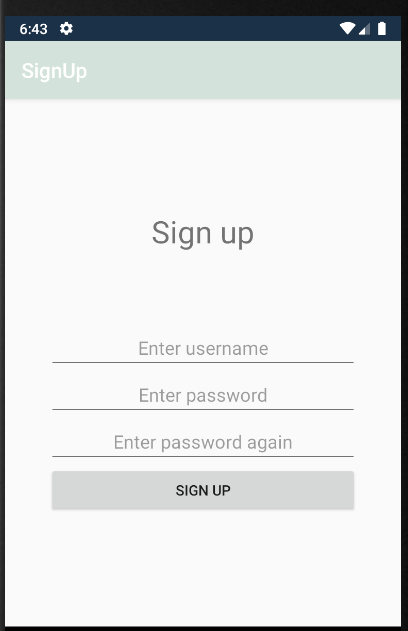 6:43
SignUp
Sign up
Enter username
Enter password
Enter password again
SIGN UP